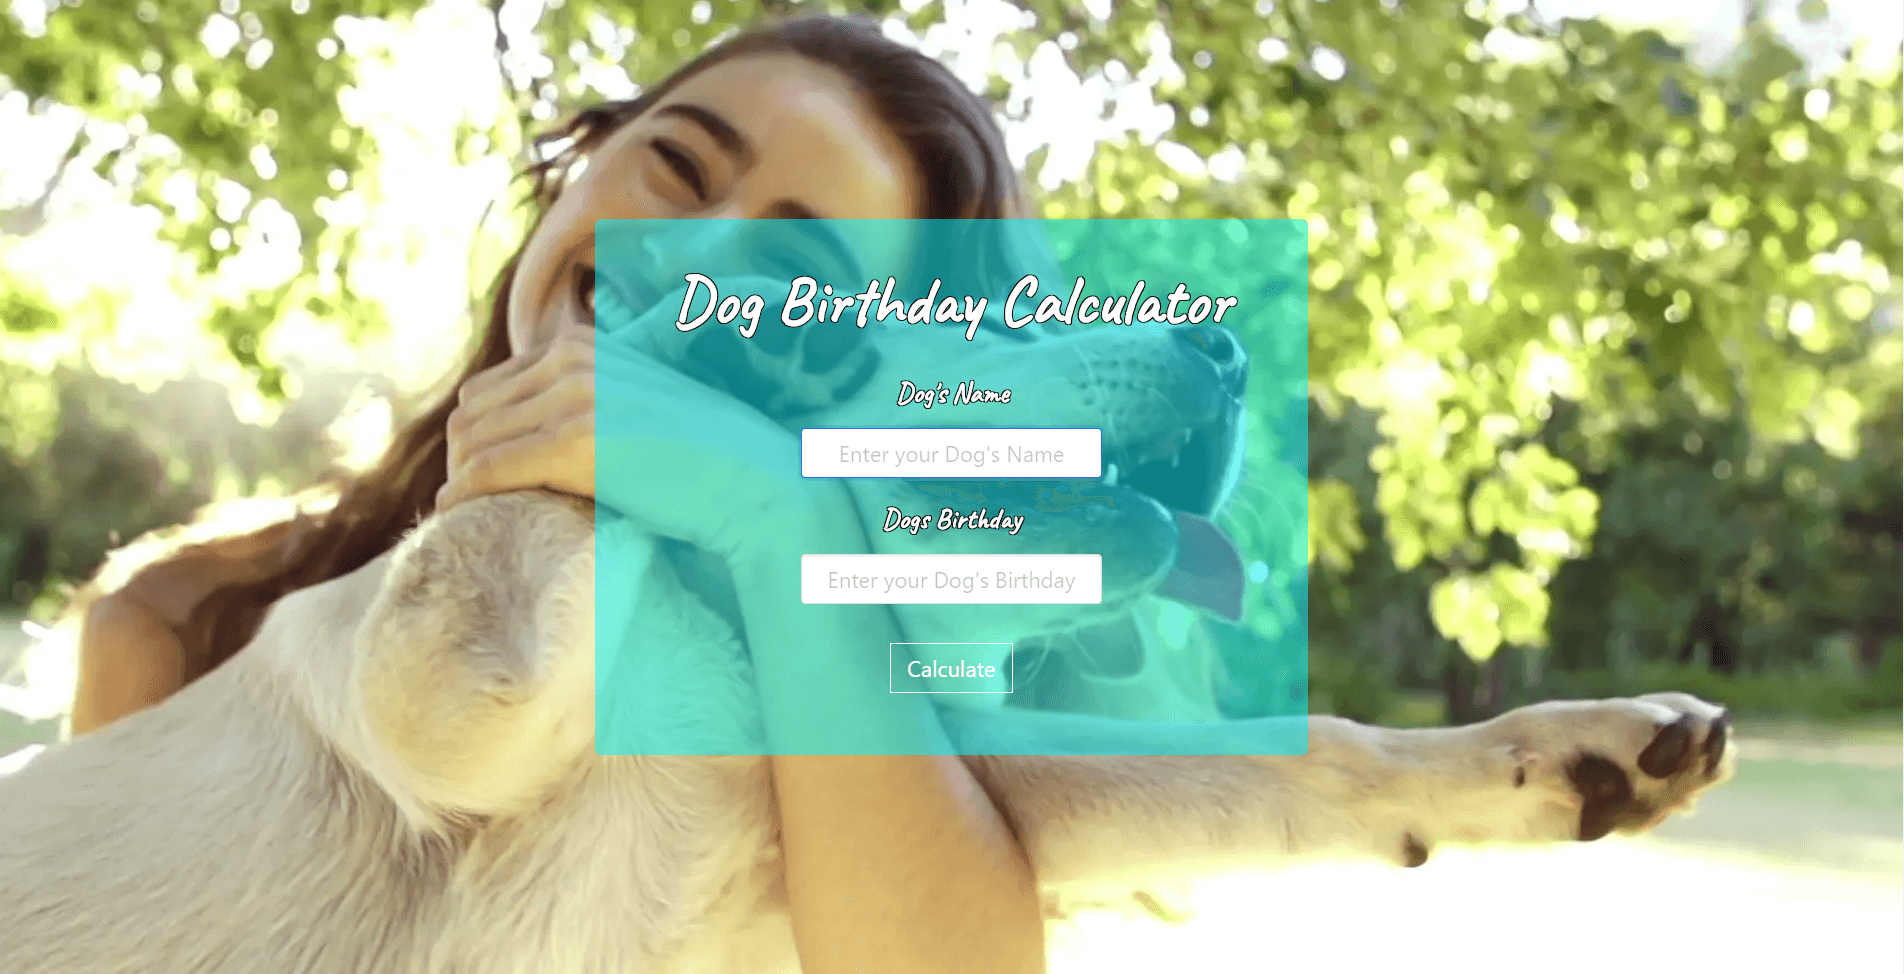 Dog Birthday Calculator
Dog's Name
Enter your Dog's Name
Dogs Birthday
Enter your Dog's Birthday
Calculate